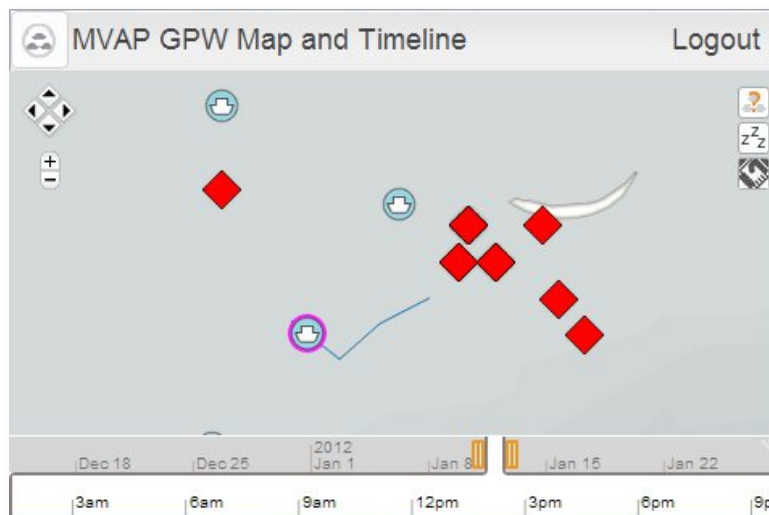 MVAP GPW Map and Timeline Logout
? 
zZz
+
−
2012
Dec 18 Dec 25 Jan 1 Jan 8 Jan 15 Jan 22
3am 6am 9am 12pm 3pm 6pm 9p